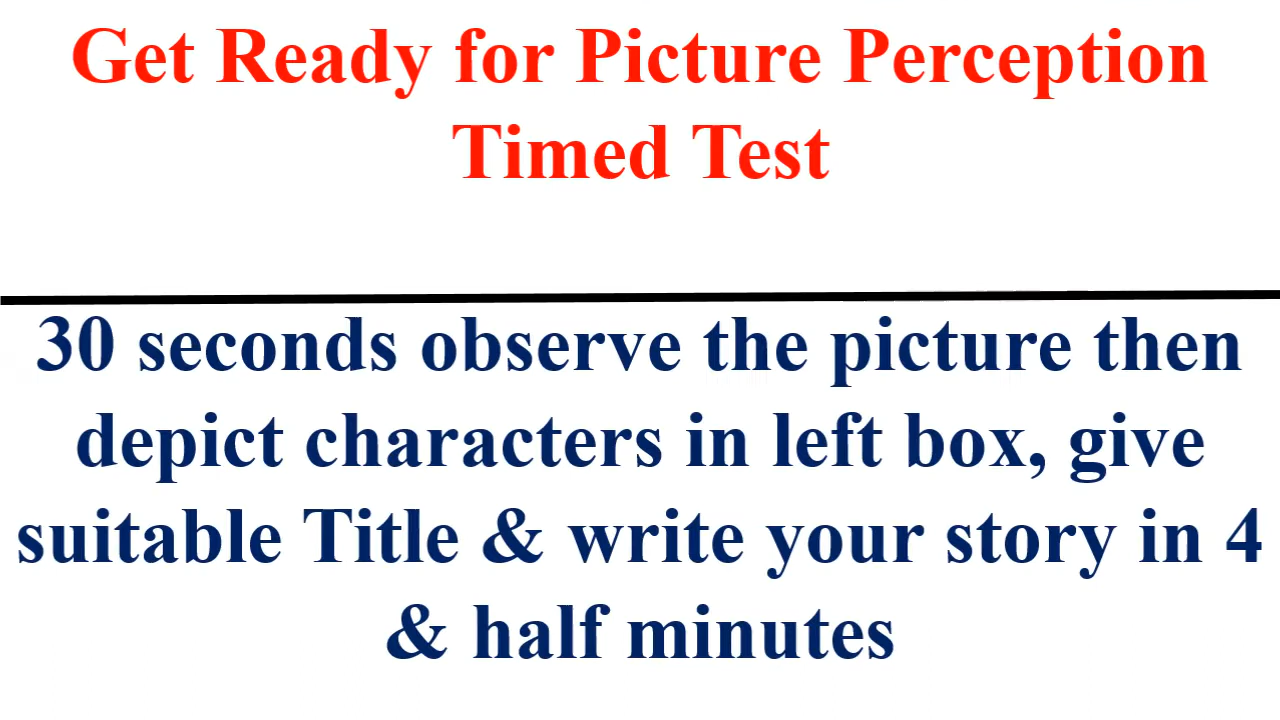 Get Ready for Picture Perception
Timed Test
30 seconds observe the picture then
depict characters in left box, give
suitable Title & write your story in 4
& half minutes